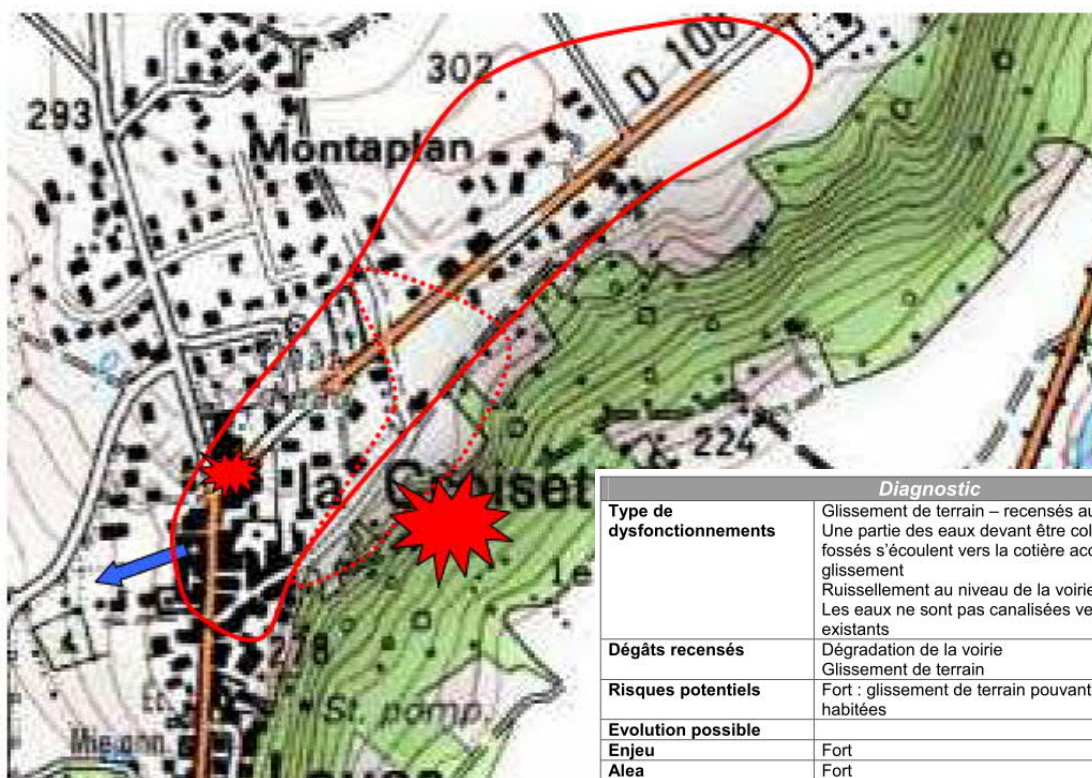 302
D 106
293
Montaplan
la
224
278
Ec.
St. pomp.
Diagnostic
Type de
dysfonctionnements
Glissement de terrain – recensés au
Une partie des eaux devant être col
fossés s'écoulent vers la cotière acc
glissement
Ruissellement au niveau de la voirie
Les eaux ne sont pas canalisées ve
existants
Dégâts recensés
Dégradation de la voirie
Glissement de terrain
Risques potentiels
Fort : glissement de terrain pouvant
habitées
Evolution possible
Enjeu
Fort
Alea
Fort